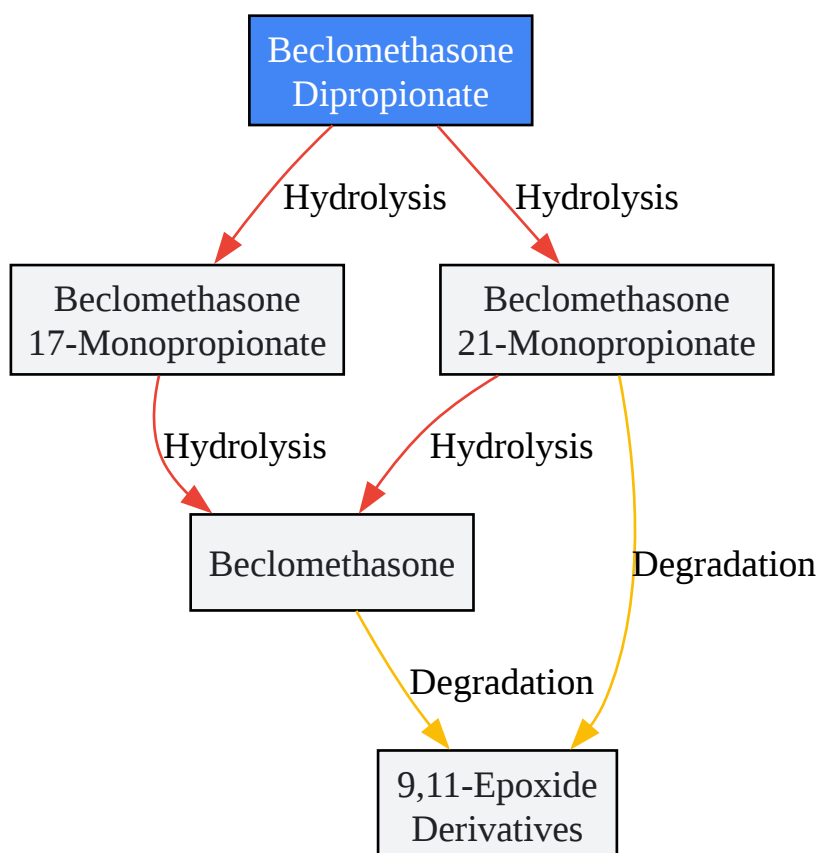 Beclomethasone
Dipropionate
Hydrolysis
Hydrolysis
Beclomethasone
17-Monopropionate
Beclomethasone
21-Monopropionate
Hydrolysis
Hydrolysis
Beclomethasone
Degradation
Degradation
9,11-Epoxide
Derivatives